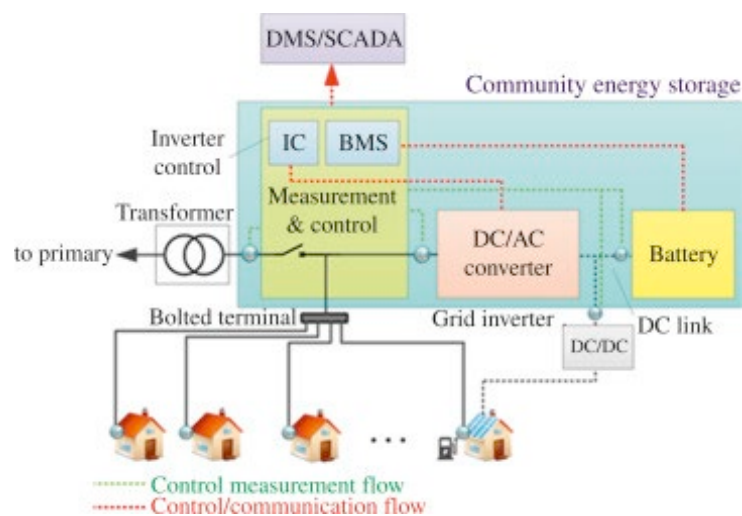 DMS/SCADA
Community energy storage
Inverter
control
IC
BMS
Measurement
& control
Transformer
to primary
DC/AC
converter
Battery
Bolted terminal
Grid inverter
DC link
DC/DC
Control measurement flow
Control/communication flow